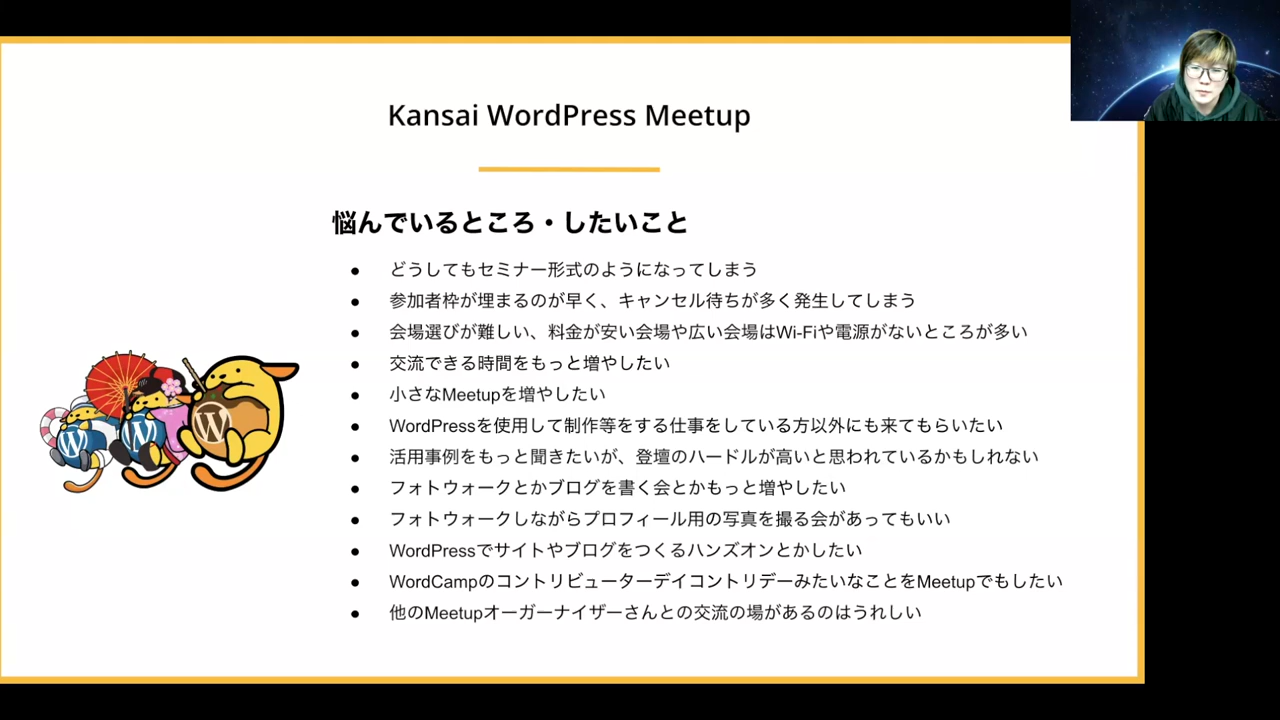 Kansai WordPress Meetup
悩んでいるところ・したいこと
● どうしてもセミナー形式のようになってしまう
● 参加者枠が埋まるのが早く、キャンセル待ちが多く発生してしまう
● 会場選びが難しい、料金が安い会場や広い会場はWi-Fiや電源がないところが多い
● 交流できる時間をもっと増やしたい
● 小さなMeetupを増やしたい
● WordPressを使用して制作等をする仕事をしている方以外にも来てもらいたい
● 活用事例をもっと聞きたいが、登壇のハードルが高いと思われているかもしれない
● フォトウォークとかブログを書く会とかもっと増やしたい
● フォトウォークしながらプロフィール用の写真を撮る会があってもいい
● WordPressでサイトやブログをつくるハンズオンとかしたい
● WordCampのコントリビューターデイコントリデーみたいなことをMeetupでもしたい
● 他のMeetupオーガーナイザーさんとの交流の場があるのはうれしい